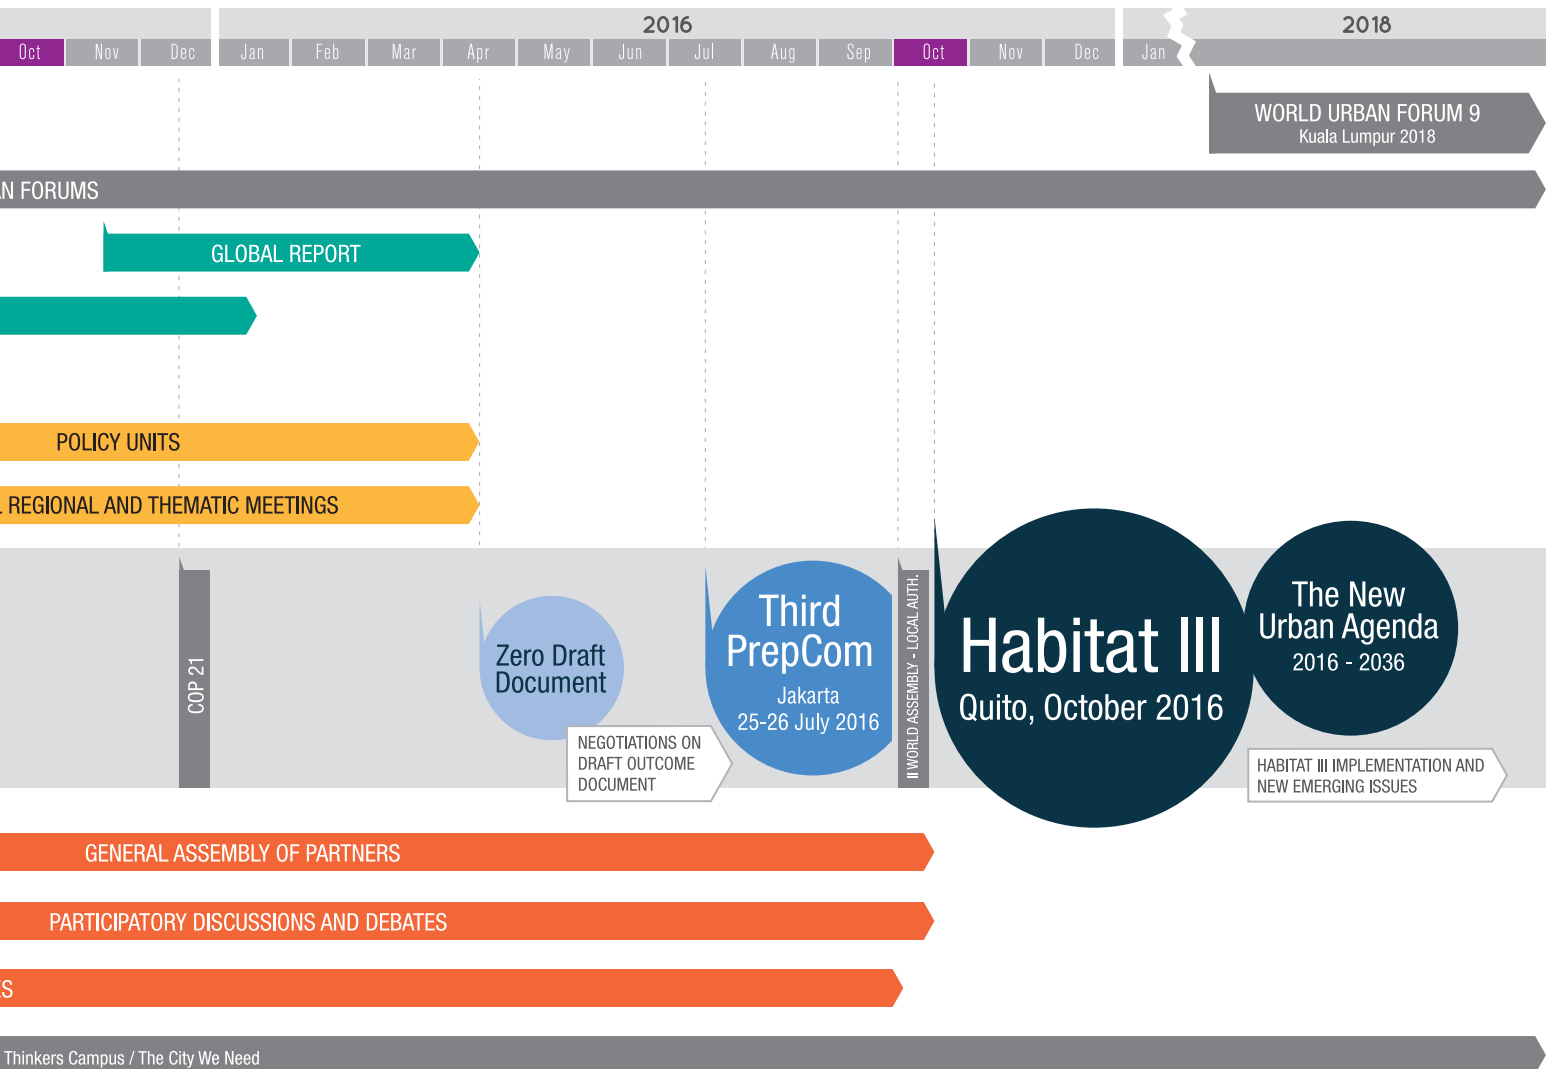 2016
2018
Oct Nov Dec Jan Feb Mar Apr May Jun Jul Aug Sep Oct Nov Dec Jan
WORLD URBAN FORUM 9
Kuala Lumpur 2018
AN FORUMS
GLOBAL REPORT
POLICY UNITS
REGIONAL AND THEMATIC MEETINGS
COP 21
Zero Draft
Document
NEGOTIATIONS ON
DRAFT OUTCOME
DOCUMENT
Third
PrepCom
Jakarta
25-26 July 2016
II WORLD ASSEMBLY - LOCAL AUTH.
Habitat III
Quito, October 2016
The New
Urban Agenda
2016 - 2036
HABITAT III IMPLEMENTATION AND
NEW EMERGING ISSUES
GENERAL ASSEMBLY OF PARTNERS
PARTICIPATORY DISCUSSIONS AND DEBATES
ES
Thinkers Campus / The City We Need